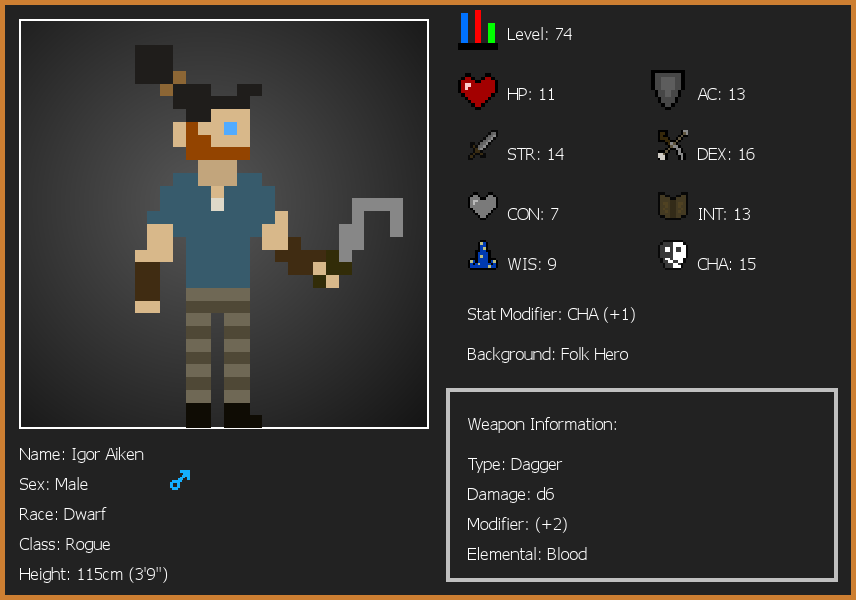 Level: 74
HP: 11
AC: 13
STR: 14
DEX: 16
CON: 7
INT: 13
WIS: 9
CHA: 15
Stat Modifier: CHA (+1)
Background: Folk Hero
Weapon Information:
Type: Dagger
Damage: d6
Modifier: (+2)
Elemental: Blood
Name: Igor Aiken
Sex: Male
Race: Dwarf
Class: Rogue
Height: 115cm (3'9")